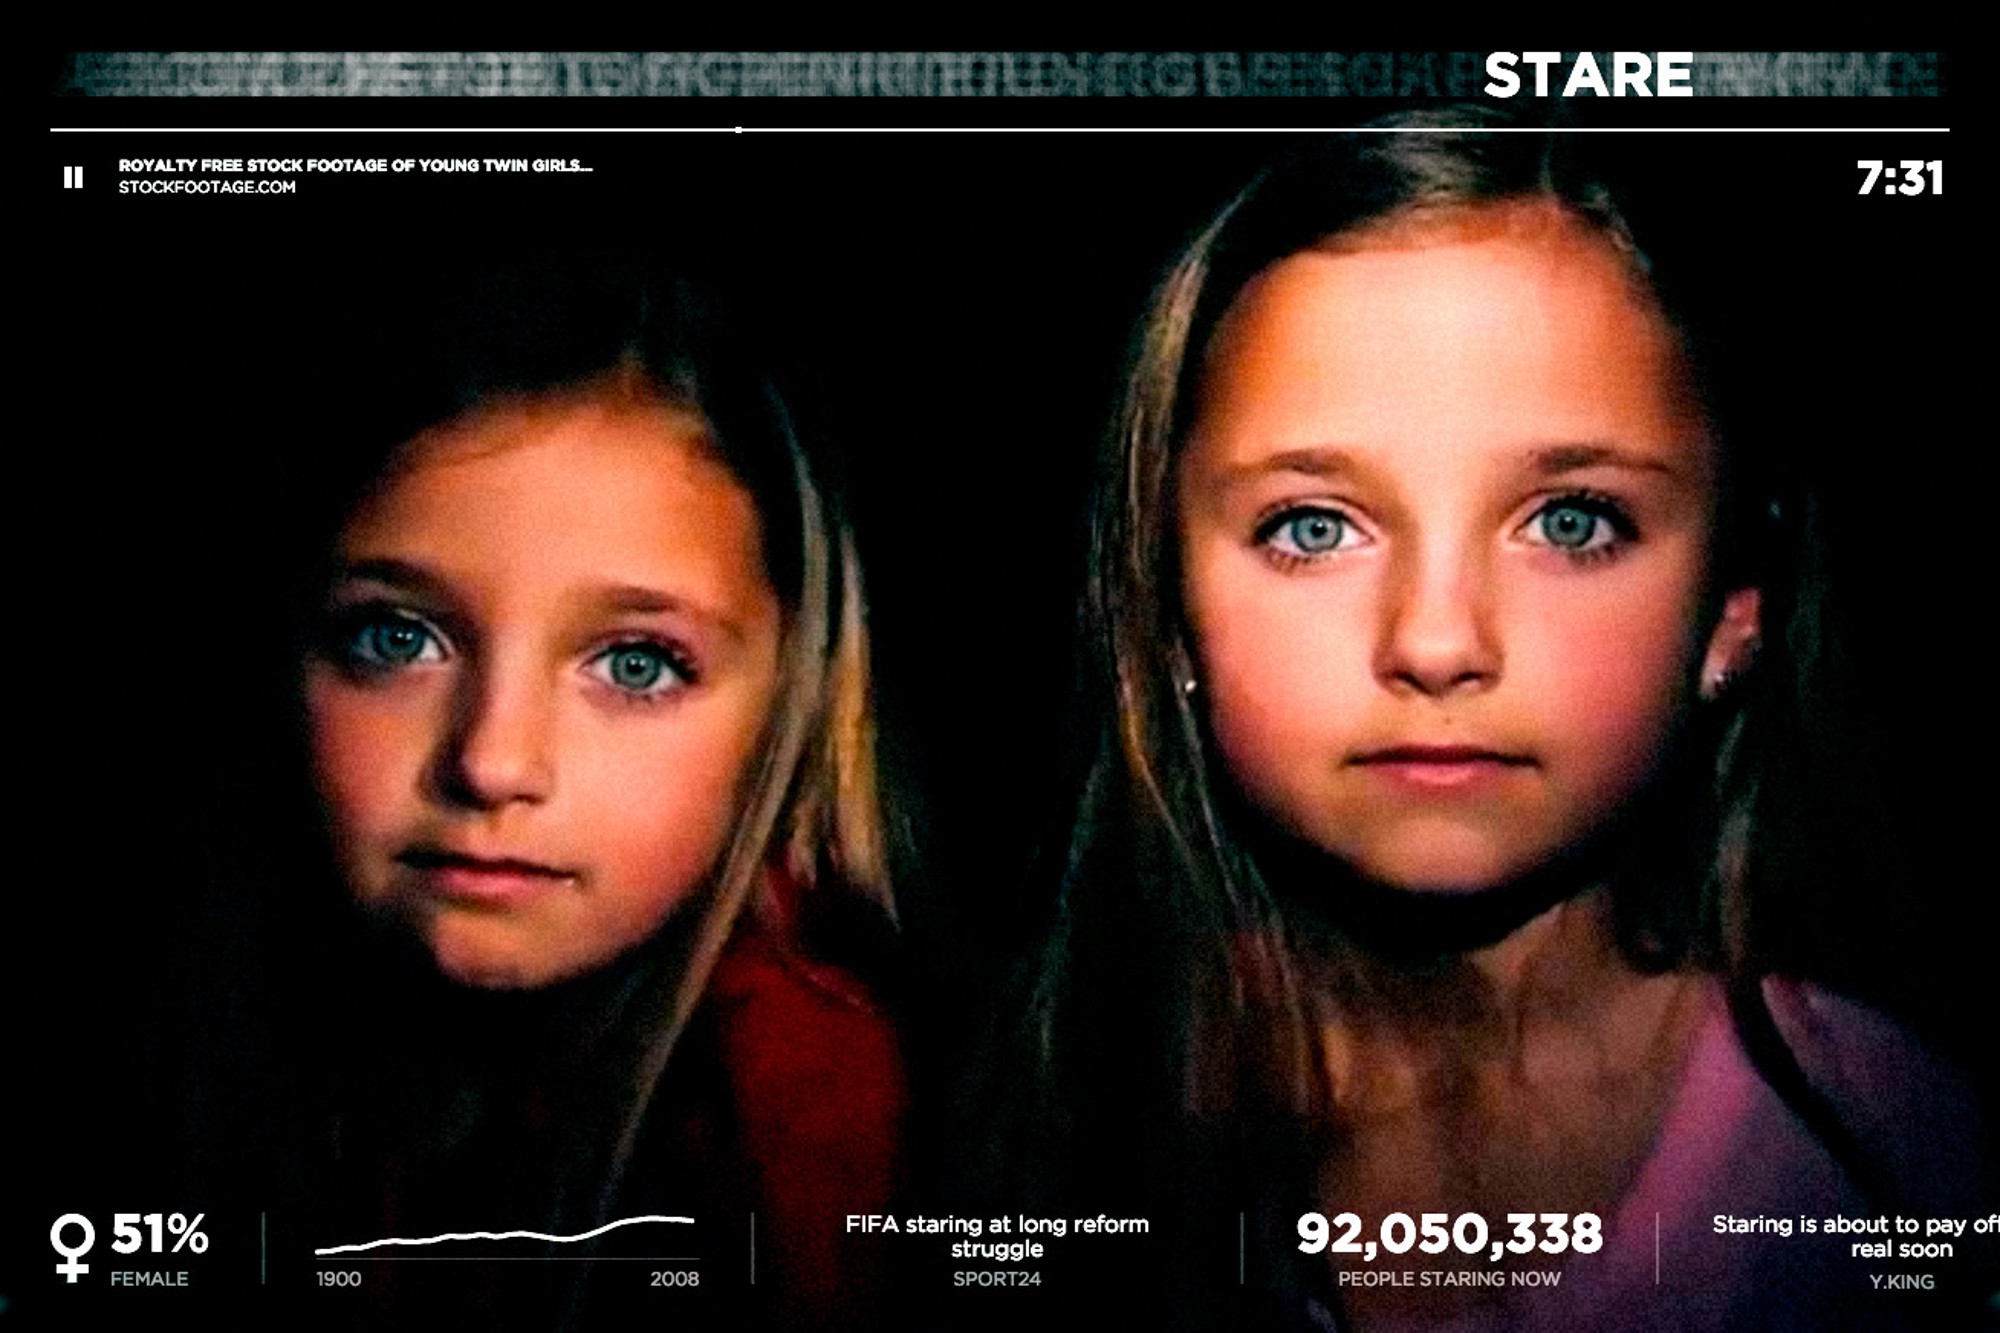 STARE
ROYALTY FREE STOCK FOOTAGE OF YOUNG TWIN GIRLS...
STOCKFOOTAGE.COM
7:31
51%
FEMALE
1900
2008
FIFA staring at long reform
struggle
SPORT24
92,050,338
PEOPLE STARING NOW
Staring is about to pay off
real soon
Y.KING